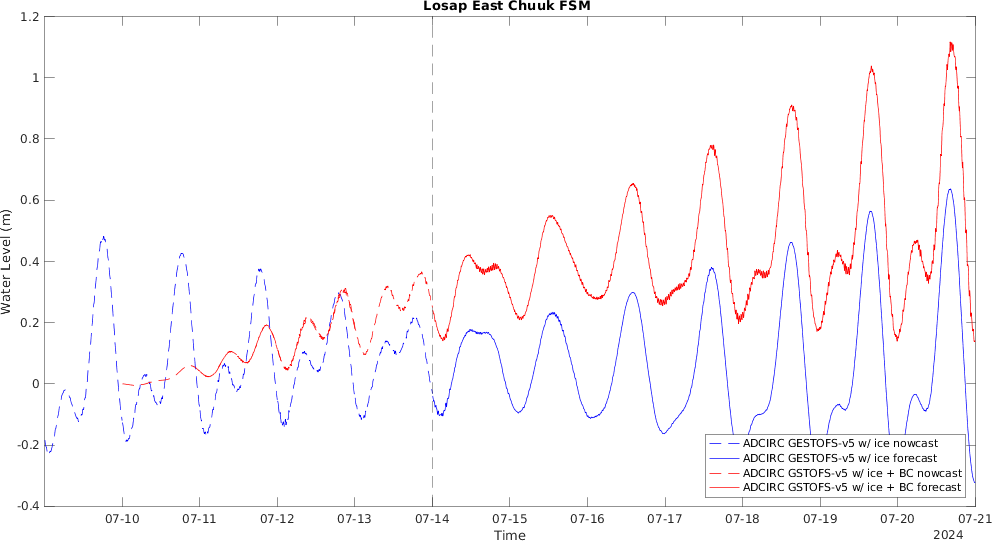 Losap East Chuuk FSM
1.2
1
0.8
0.6
0.4
0.2
0
-0.2
-0.4
Water Level (m)
ADCIRC GESTOFS-v5 w/ ice nowcast
ADCIRC GESTOFS-v5 w/ ice forecast
ADCIRC GSTOFS-v5 w/ ice + BC nowcast
ADCIRC GSTOFS-v5 w/ ice + BC forecast
07-10 07-11 07-12 07-13 07-14 07-15 07-16 07-17 07-18 07-19 07-20 07-21
Time
2024